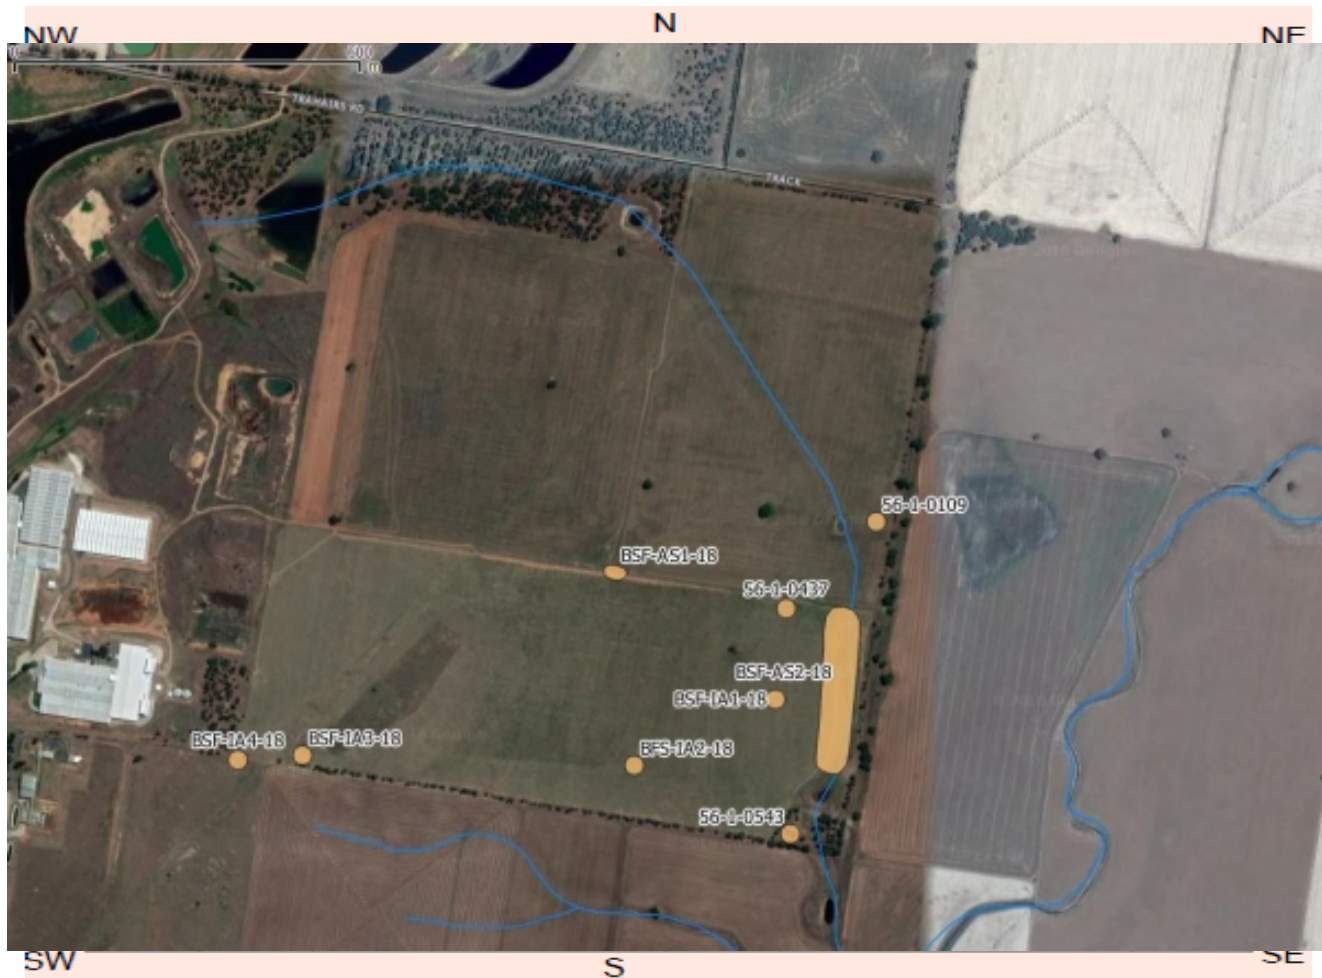 N
NW
NE
0
600
m
TRAHAIRS RD
TRACK
56-1-0109
BSF-AS1-18
56-1-0437
BSF-AS2-18
BSF-IA1-18
BSF-IA4-18
BSF-IA3-18
BFS-IA2-18
56-1-0543
SW
S
SE